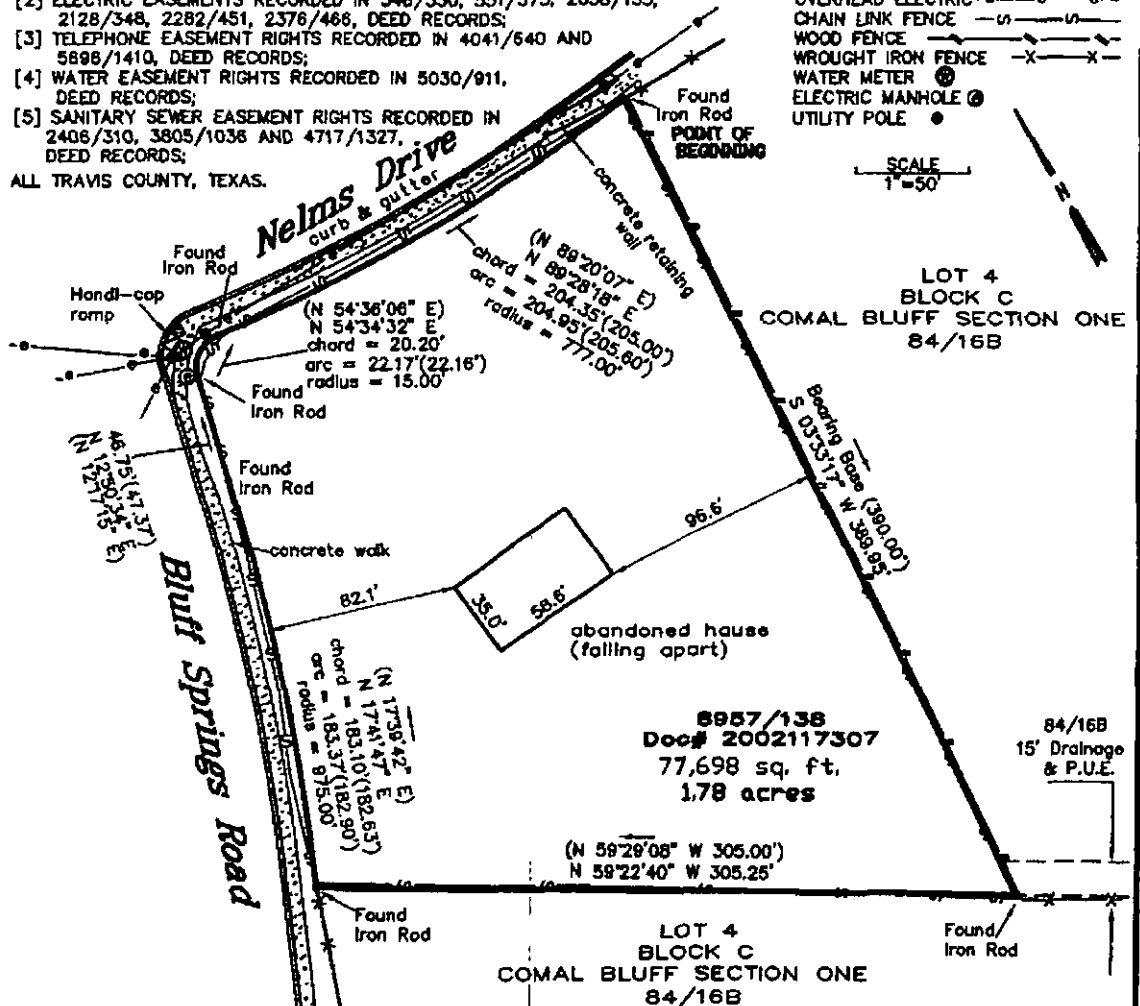 [2] ELECTRIC EASEMENTS RECORDED IN
2128/348, 2282/451, 2376/466, DEED RECORDS;
[3] TELEPHONE EASEMENT RIGHTS RECORDED IN 4041/640 AND
5898/1410, DEED RECORDS;
[4] WATER EASEMENT RIGHTS RECORDED IN 5030/911,
DEED RECORDS;
[5] SANITARY SEWER EASEMENT RIGHTS RECORDED IN
2406/310, 3805/1036 AND 4717/1327,
DEED RECORDS;
ALL TRAVIS COUNTY, TEXAS.
OVERHEAD ELECTRIC
CHAIN LINK FENCE
WOOD FENCE
WROUGHT IRON FENCE
WATER METER
ELECTRIC MANHOLE
UTILITY POLE
SCALE
1"=50'
N
Found
Iron Rod
POINT OF
BEGINNING
Nelms Drive
curb & gutter
concrete retaining
wall
Found
Iron Rod
Handi-cap
ramp
(N 54°36'06" E)
N 54°34'32" E
chord = 20.20'
arc = 22.17'(22.16')
radius = 15.00'
(N 89°20'07" E)
N 89°28'18" E
chord = 204.35'(205.00')
arc = 204.95'(205.60')
radius = 777.00'
LOT 4
BLOCK C
COMAL BLUFF SECTION ONE
84/16B
Found
Iron Rod
Found
Iron Rod
46.75'(47.37')
N 12°50'34" E
(N 12°17'15" E)
concrete walk
Bearing Base (390.00')
S 03°33'17" W 389.95'
96.6'
82.1'
35.0'
58.6'
abandoned house
(falling apart)
Bluff Springs Road
(N 17°39'42" E)
N 17°41'47" E
chord = 183.10'(182.63')
arc = 183.37'(182.90')
radius = 975.00'
8957/138
Doc# 2002117307
77,698 sq. ft.
1.78 acres
84/16B
15' Drainage
& P.U.E.
(N 59°29'08" W 305.00')
N 59°22'40" W 305.25'
Found
Iron Rod
Found
Iron Rod
LOT 4
BLOCK C
COMAL BLUFF SECTION ONE
84/16B